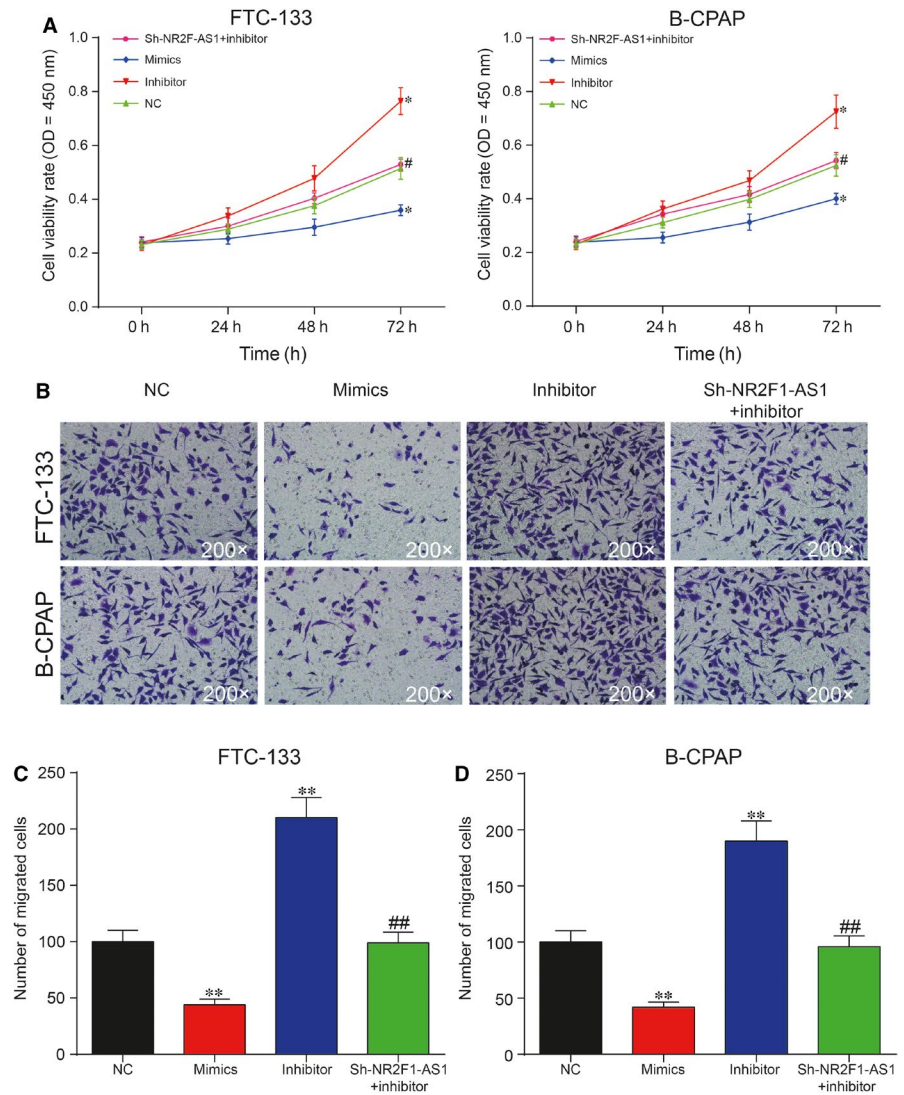 A
FTC-133
Cell viability rate (OD = 450 nm)
1.0
0.8
0.6
0.4
0.2
0.0
Sh-NR2F-AS1+inhibitor
Mimics
Inhibitor
NC
*
#
*
0 h
24 h
48 h
72 h
Time (h)
B-CPAP
Cell viability rate (OD = 450 nm)
1.0
0.8
0.6
0.4
0.2
0.0
Sh-NR2F-AS1+inhibitor
Mimics
Inhibitor
NC
*
#
*
0 h
24 h
48 h
72 h
Time (h)
B
NC
Mimics
Inhibitor
Sh-NR2F1-AS1
+inhibitor
FTC-133
200×
200×
200×
200×
B-CPAP
200×
200×
200×
200×
C
FTC-133
Number of migrated cells
250
200
150
100
50
0
**
**
##
NC
Mimics
Inhibitor
Sh-NR2F1-AS1
+inhibitor
D
B-CPAP
Number of migrated cells
250
200
150
100
50
0
**
**
##
NC
Mimics
Inhibitor
Sh-NR2F1-AS1
+inhibitor